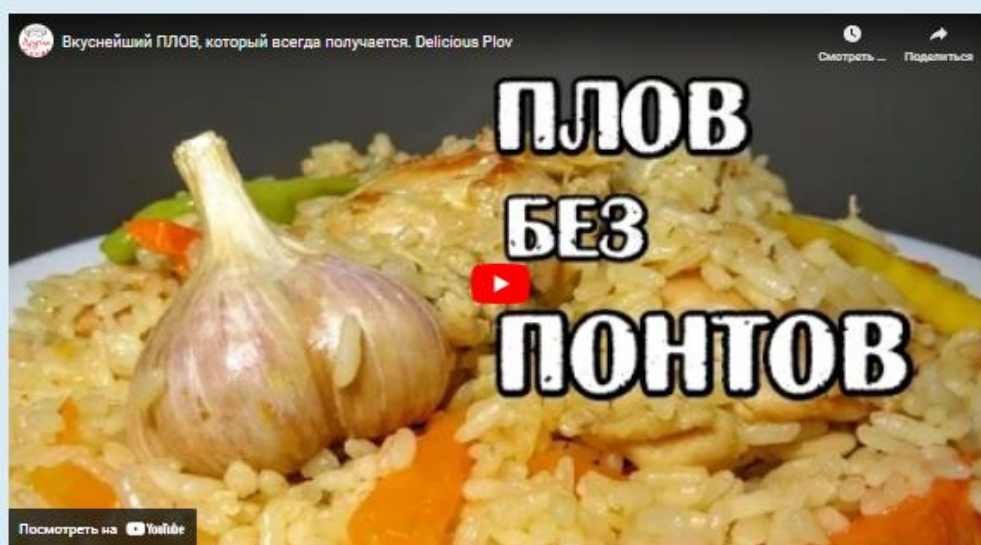 Вкуснейший ПЛОВ, который всегда получается. Delicious Plov
Смотреть ...
Поделиться
ПЛОВ
БЕЗ
ПОНТОВ
Посмотреть на YouTube